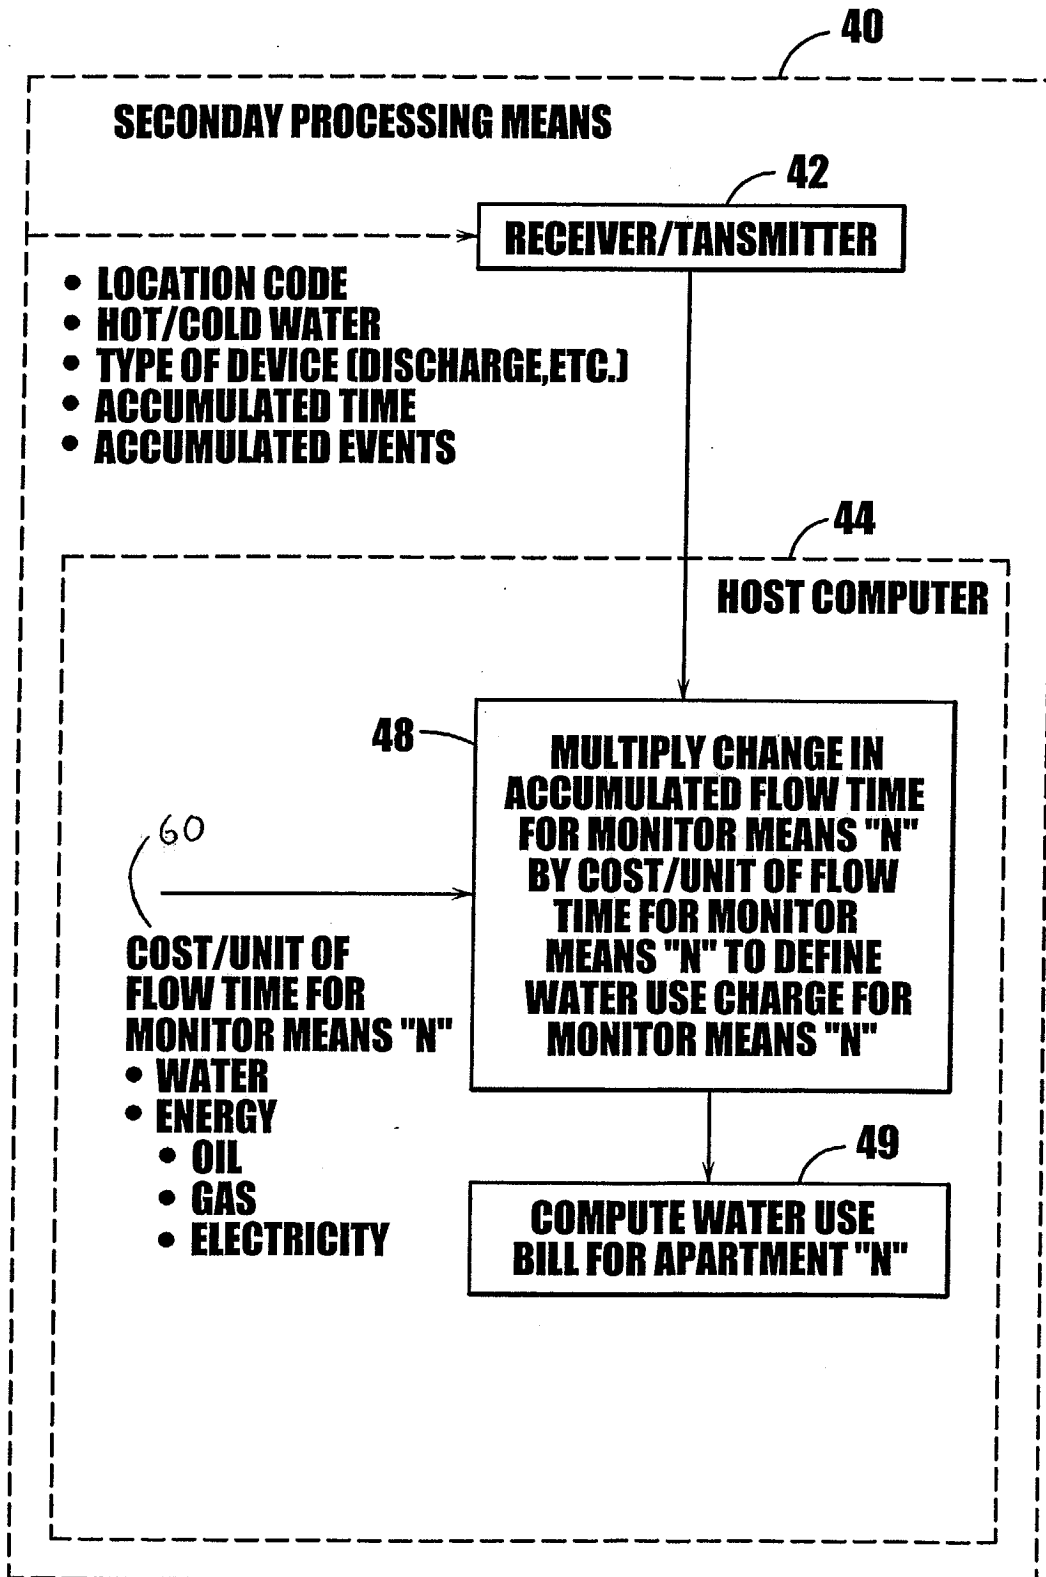 40
SECONDAY PROCESSING MEANS
42
RECEIVER/TANSMITTER
• LOCATION CODE
• HOT/COLD WATER
• TYPE OF DEVICE (DISCHARGE,ETC.)
• ACCUMULATED TIME
• ACCUMULATED EVENTS
44
HOST COMPUTER
48
MULTIPLY CHANGE IN
ACCUMULATED FLOW TIME
FOR MONITOR MEANS "N"
BY COST/UNIT OF FLOW
TIME FOR MONITOR
MEANS "N" TO DEFINE
WATER USE CHARGE FOR
MONITOR MEANS "N"
60
COST/UNIT OF
FLOW TIME FOR
MONITOR MEANS "N"
• WATER
• ENERGY
• OIL
• GAS
• ELECTRICITY
49
COMPUTE WATER USE
BILL FOR APARTMENT "N"